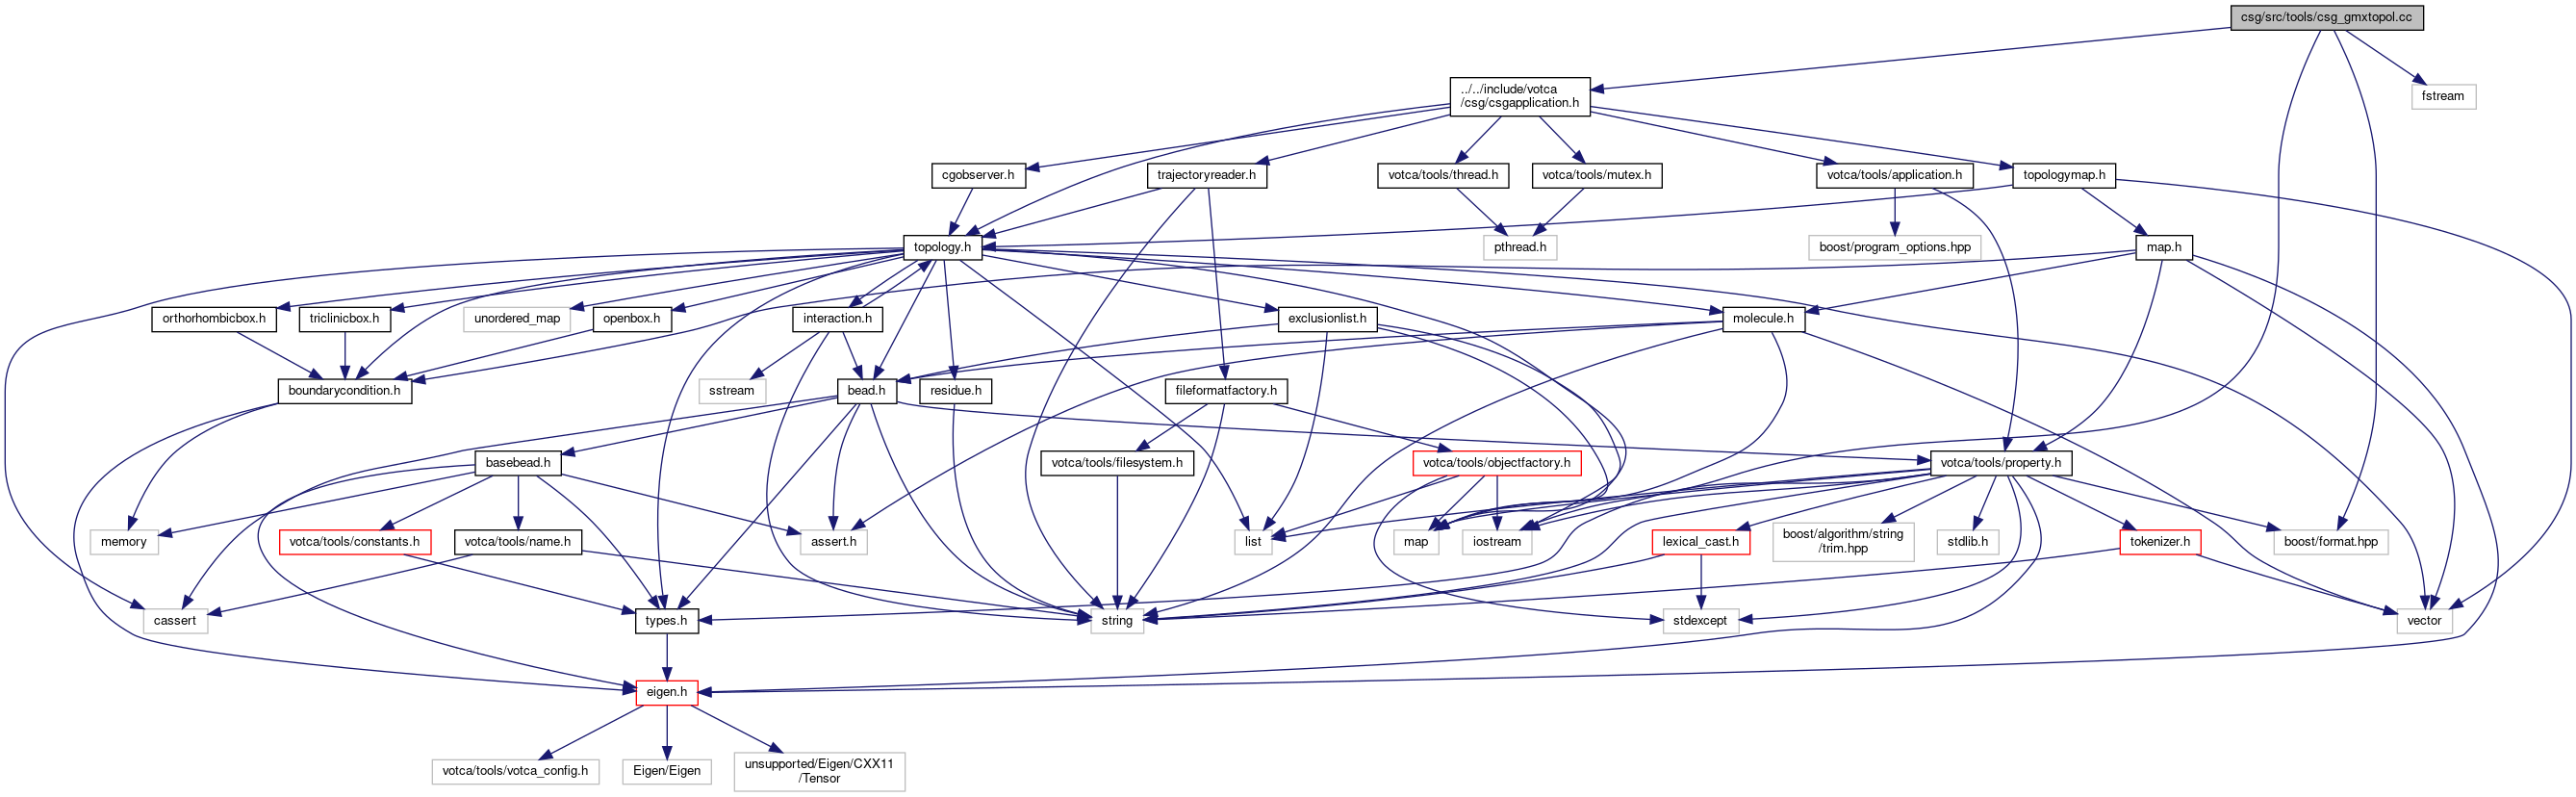 csg/src/tools/csg_gmxtopol.cc
../../include/votca
/csg/csgapplication.h
fstream
cgobserver.h
trajectoryreader.h
votca/tools/thread.h
votca/tools/mutex.h
votca/tools/application.h
topologymap.h
topology.h
pthread.h
boost/program_options.hpp
map.h
orthorhombicbox.h
triclinicbox.h
unordered_map
openbox.h
interaction.h
exclusionlist.h
molecule.h
boundarycondition.h
sstream
bead.h
residue.h
fileformatfactory.h
basebead.h
votca/tools/filesystem.h
votca/tools/objectfactory.h
votca/tools/property.h
memory
votca/tools/constants.h
votca/tools/name.h
assert.h
list
map
iostream
lexical_cast.h
boost/algorithm/string
/trim.hpp
stdlib.h
tokenizer.h
boost/format.hpp
cassert
types.h
string
stdexcept
vector
eigen.h
votca/tools/votca_config.h
Eigen/Eigen
unsupported/Eigen/CXX11
/Tensor